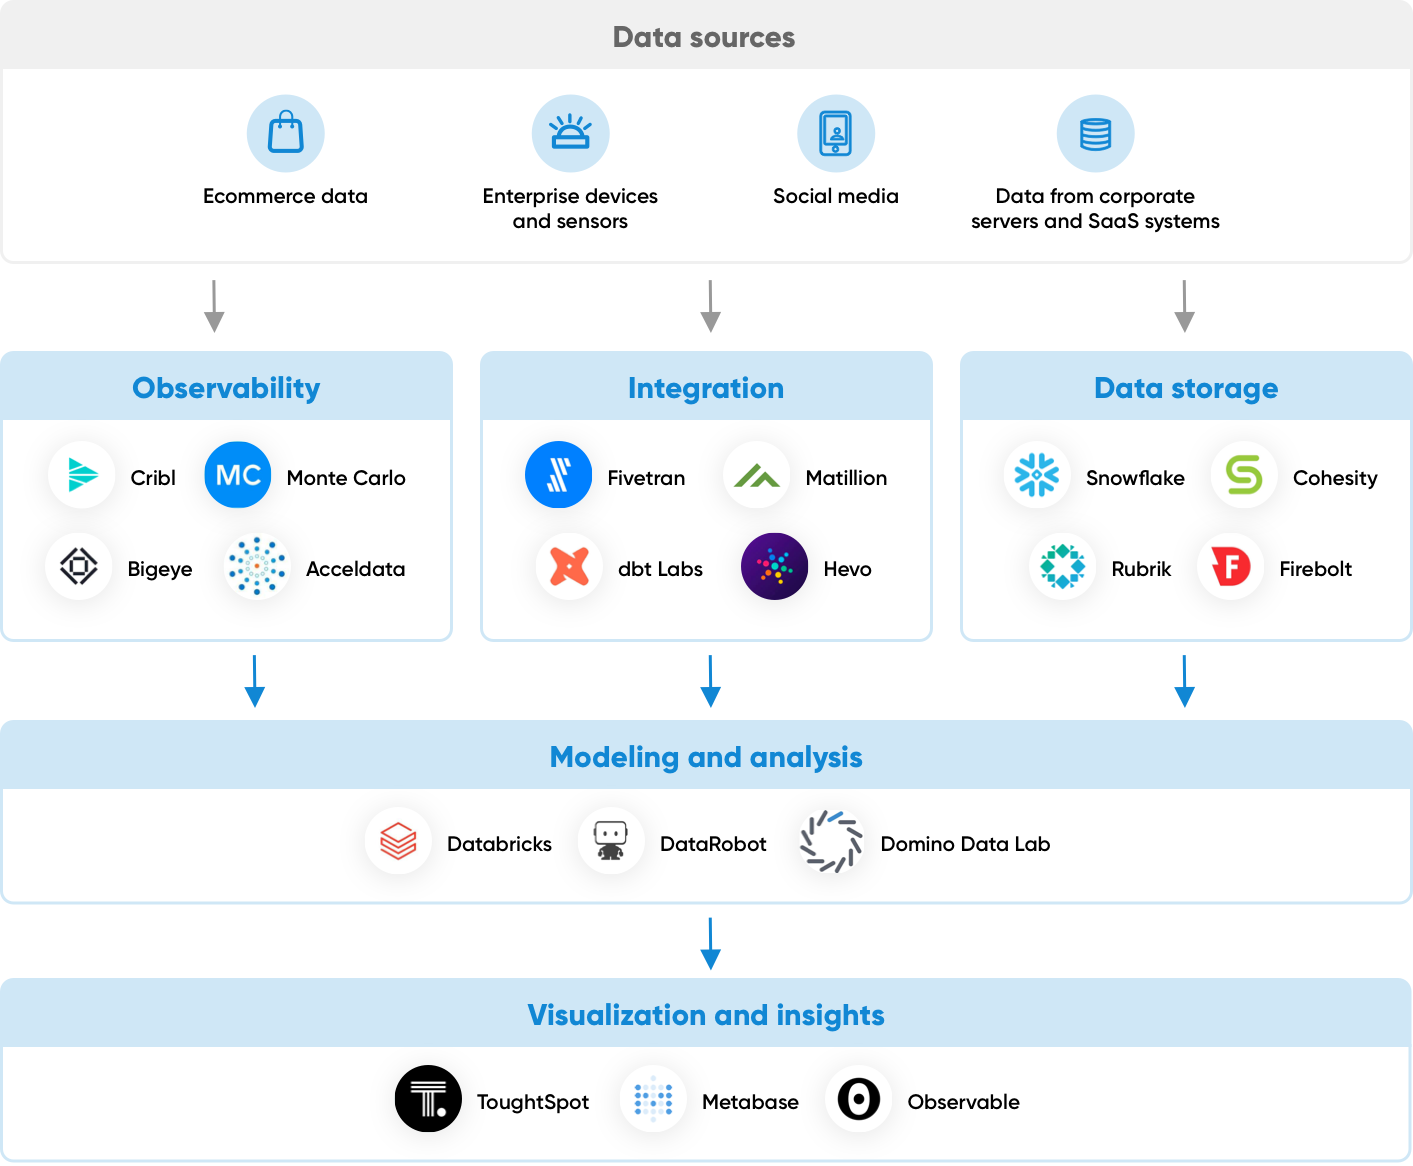 Data sources
Ecommerce data
Enterprise devices
and sensors
Social media
Data from corporate
servers and SaaS systems
Observability
Cribl
MC
Monte Carlo
Bigeye
Acceldata
Integration
Fivetran
Matillion
dbt Labs
Hevo
Data storage
Snowflake
Cohesity
Rubrik
F
Firebolt
Modeling and analysis
Databricks
DataRobot
Domino Data Lab
Visualization and insights
T.
ToughtSpot
Metabase
Observable